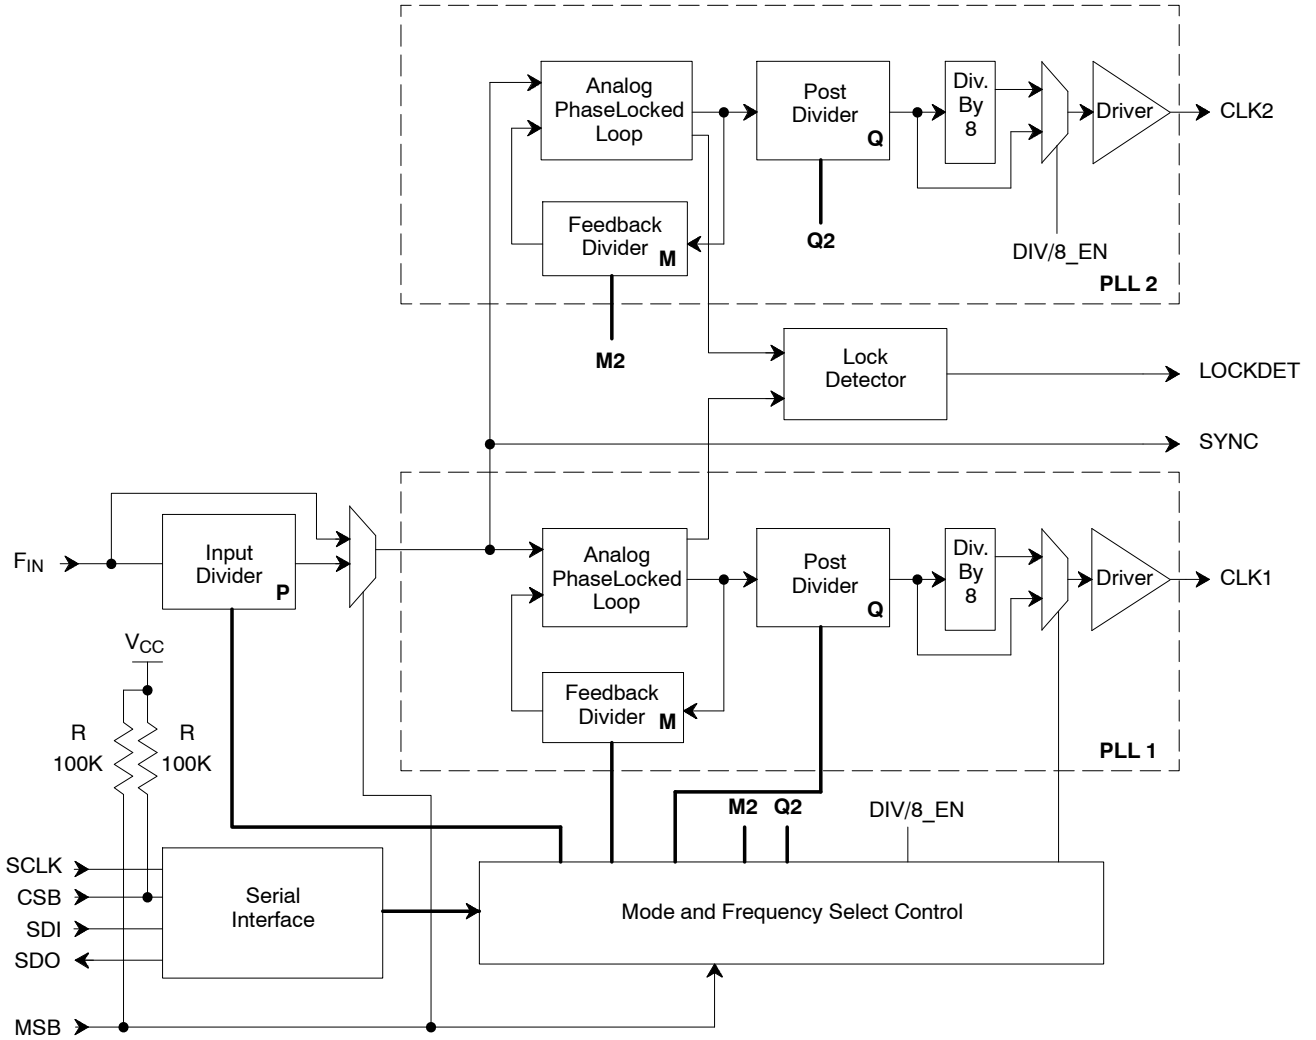 Analog
PhaseLocked
Loop
Post
Divider
Q
Div.
By
8
Driver
CLK2
Feedback
Divider
M
Q2
DIV/8_EN
PLL 2
M2
Lock
Detector
LOCKDET
SYNC
FIN
Input
Divider
P
Analog
PhaseLocked
Loop
Post
Divider
Q
Div.
By
8
Driver
CLK1
VCC
Feedback
Divider
M
R
100K
R
100K
PLL 1
M2
Q2
DIV/8_EN
SCLK
CSB
SDI
SDO
Serial
Interface
Mode and Frequency Select Control
MSB